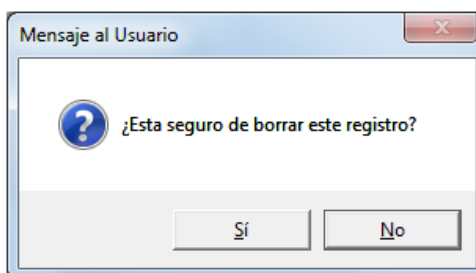 Mensaje al Usuario
¿Esta seguro de borrar este registro?
Sí
No